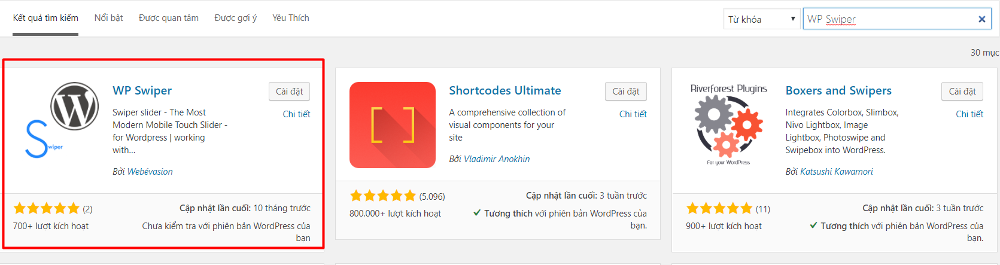 Kết quả tìm kiếm Nổi bật Được quan tâm Được gợi ý Yêu Thích Từ khóa WP Swiper
30 mục
WP Swiper
Cài đặt
Chi tiết
Swiper slider - The Most
Modern Mobile Touch Slider -
for Wordpress | working
with...
Bởi Webévasion
Swiper
(2)
700+ lượt kích hoạt
Cập nhật lần cuối: 10 tháng trước
Chưa kiểm tra với phiên bản WordPress của
bạn
Shortcodes Ultimate
Cài đặt
Chi tiết
A comprehensive collection of
visual components for your
site
Bởi Vladimir Anokhin
(5.096)
800.000+ lượt kích hoạt
Cập nhật lần cuối: 3 tuần trước
Tương thích với phiên bản WordPress của
bạn.
Riverforest Plugins
For your WordPress
Boxers and Swipers
Cài đặt
Chi tiết
Integrates Colorbox, Slimbox,
Nivo Lightbox, Image
Lightbox, Photoswipe and
Swipebox into WordPress.
Bởi Katsushi Kawamori
(11)
900+ lượt kích hoạt
Cập nhật lần cuối: 3 tuần trước
Tương thích với phiên bản WordPress của
bạn.